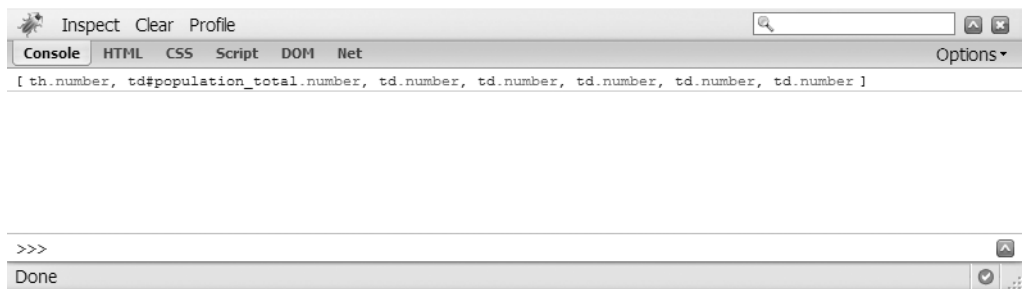 Inspect Clear Profile
Console HTML CSS Script DOM Net Options
[ th.number, td#population_total.number, td.number, td.number, td.number, td.number, td.number ]
>>>
Done